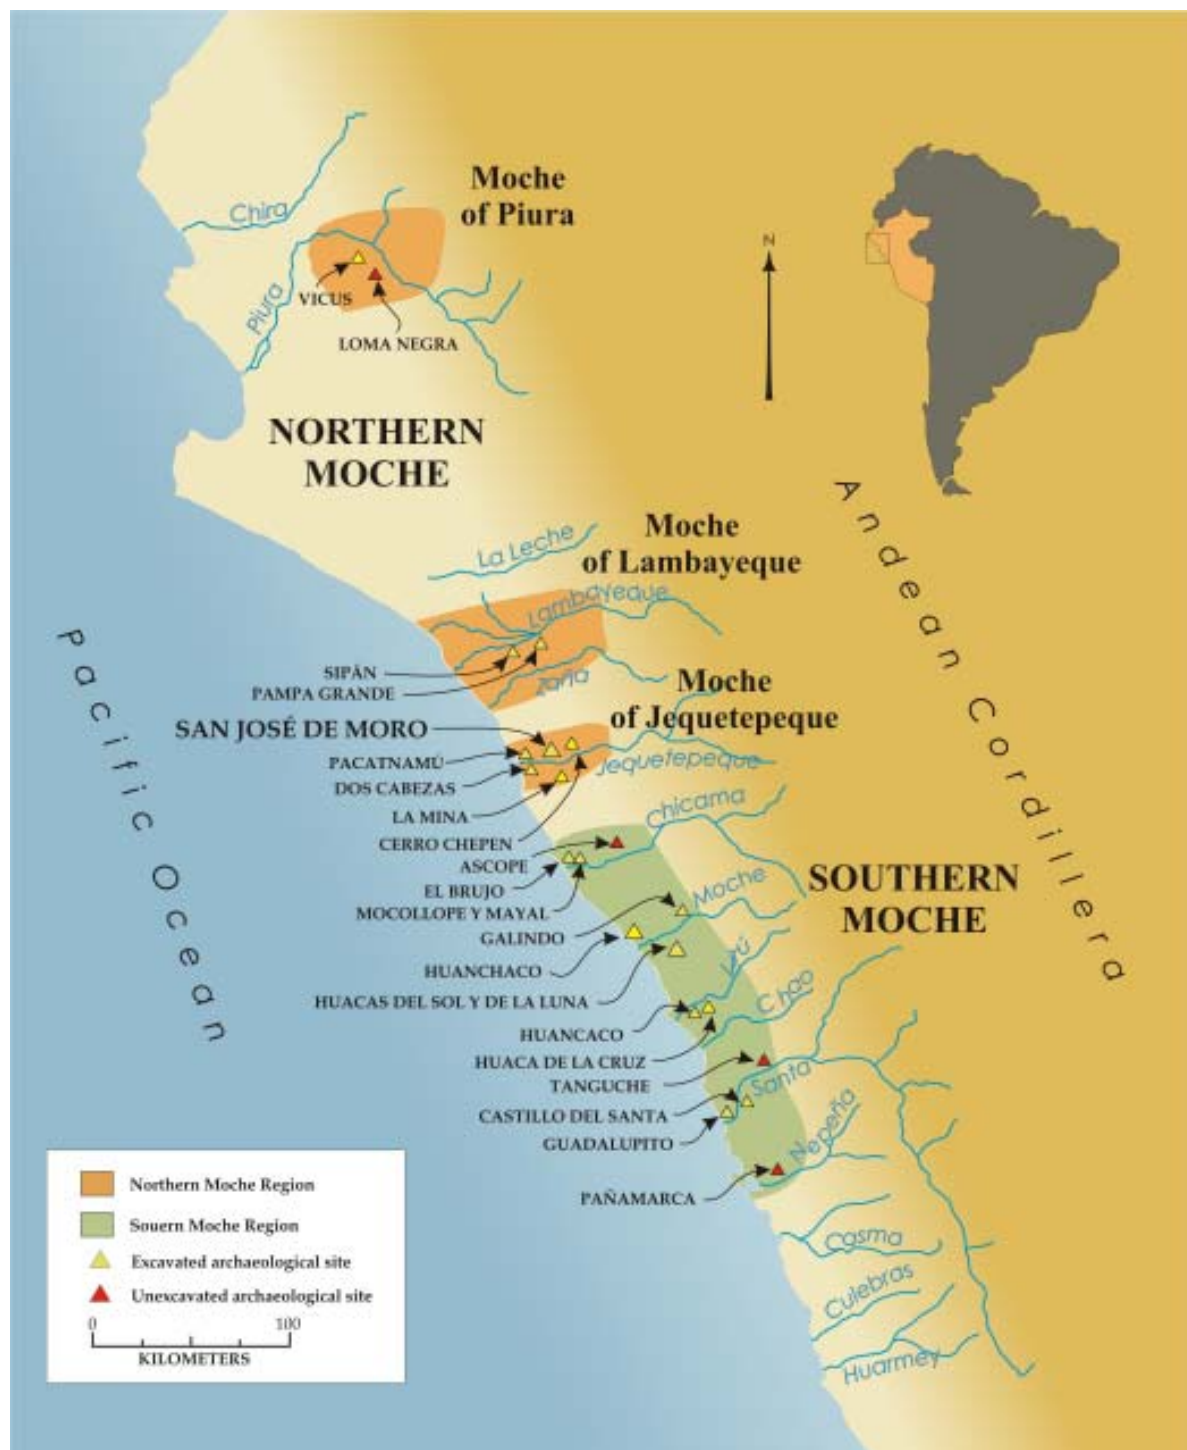 Moche
of Piura
Chira
N
VICUS
Piura
LOMA NEGRA
NORTHERN
MOCHE
Andean Cordillera
Moche
of Lambayeque
La Leche
Lambayeque
Pacific Ocean
SIPÁN
PAMPA GRANDE
Zaña
Moche
of Jequetepeque
SAN JOSÉ DE MORO
PACATNAMÚ
Jequetepeque
DOS CABEZAS
LA MINA
Chicama
CERRO CHEPEN
ASCOPE
EL BRUJO
SOUTHERN
MOCHE
Moche
MOCOLLOPE Y MAYAL
GALINDO
HUANCHACO
HUACAS DEL SOL Y DE LA LUNA
Chao
HUANCACO
HUACA DE LA CRUZ
TANGUCHE
Santa
CASTILLO DEL SANTA
GUADALUPITO
Nepeña
PAÑAMARCA
Casma
Culebras
Huarmey
Northern Moche Region
Souern Moche Region
Excavated archaeological site
Unexcavated archaeological site
0 100
KILOMETERS